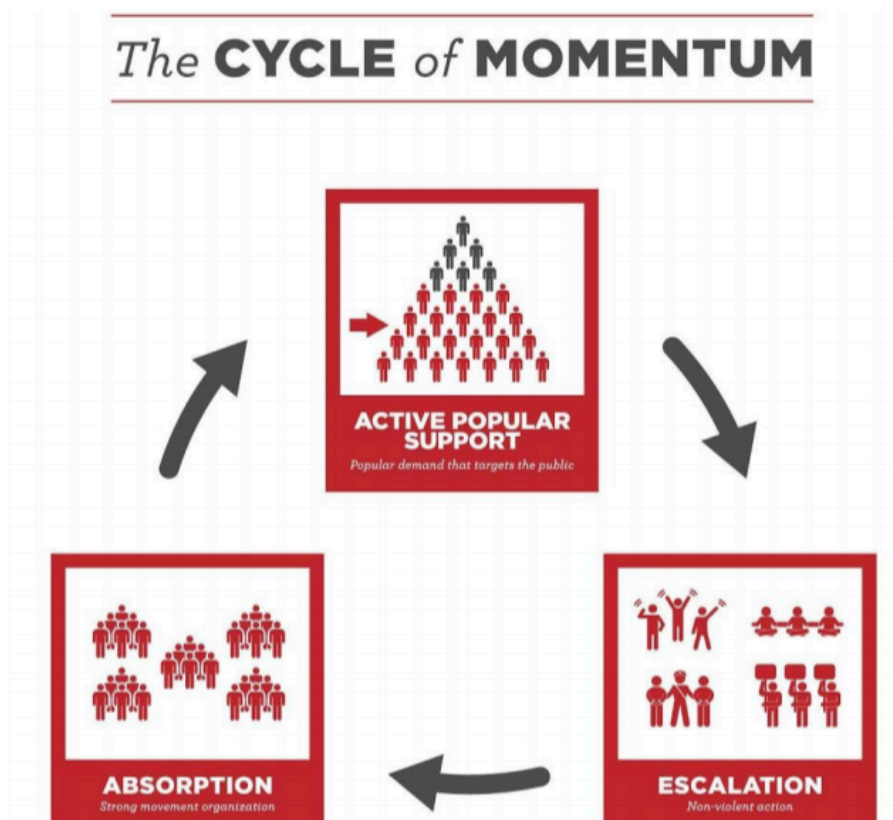 The CYCLE of MOMENTUM
ACTIVE POPULAR
SUPPORT
Popular demand that targets the public
ABSORPTION
Strong movement organization
ESCALATION
Non-violent action